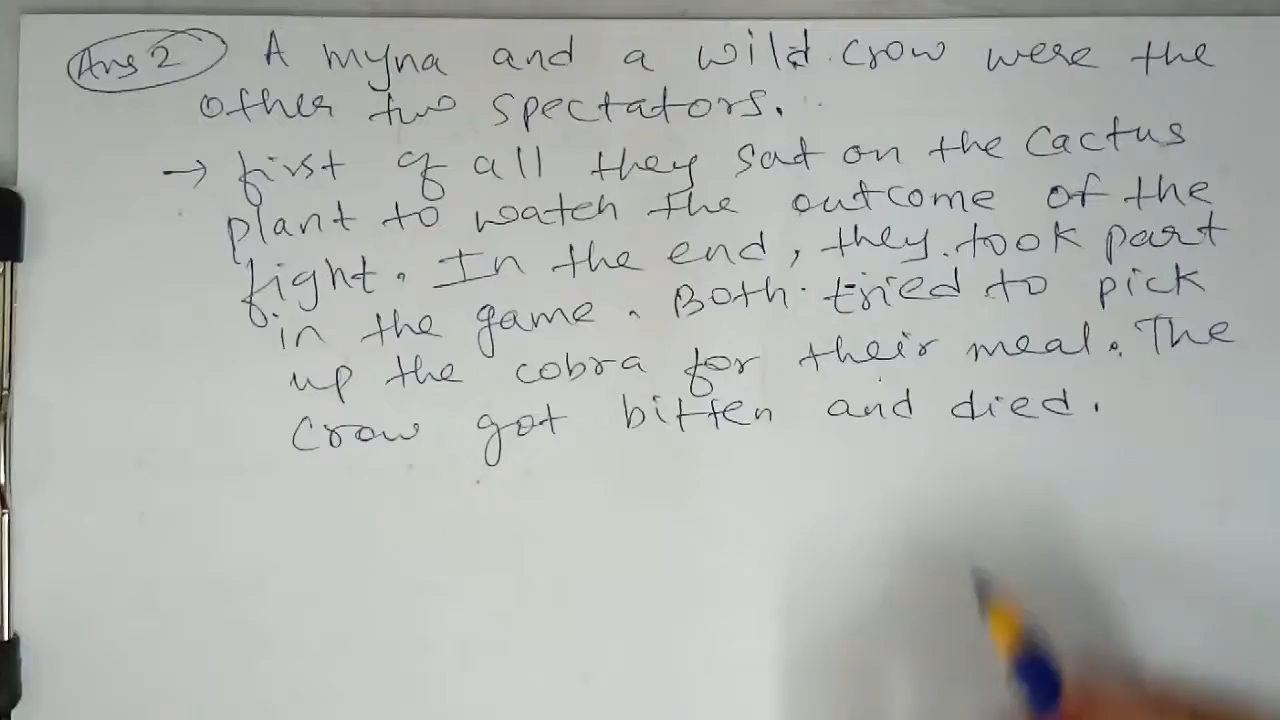 Ans 2 A myna and a wild crow were the
other two spectators.
→ first of all they sat on the Cactus
plant to watch the outcome of the
fight. In the end, they took part
in the game. Both tried to pick
up the cobra for their meal. The
Crow got bitten and died.